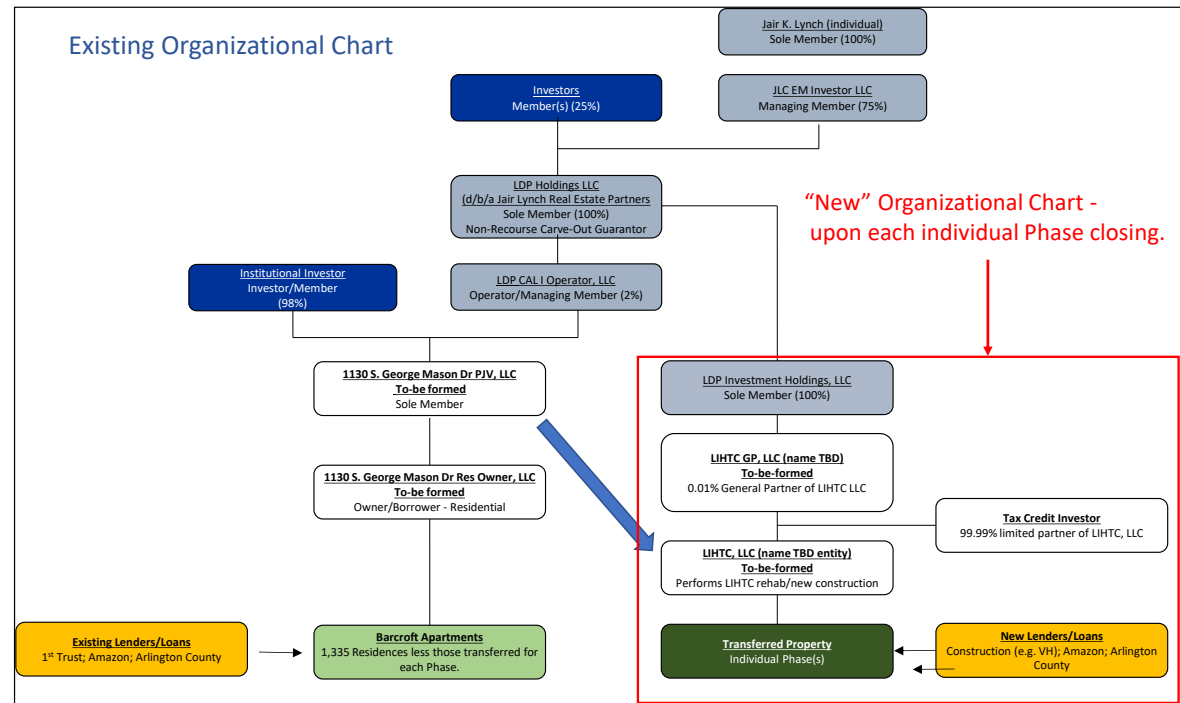 Existing Organizational Chart
Jair K. Lynch (individual)
Sole Member (100%)
Investors
Member(s) (25%)
JLC EM Investor LLC
Managing Member (75%)
LDP Holdings LLC
(d/b/a Jair Lynch Real Estate Partners
Sole Member (100%)
Non-Recourse Carve-Out Guarantor
“New” Organizational Chart -
upon each individual Phase closing.
Institutional Investor
Investor/Member
(98%)
LDP CAL I Operator, LLC
Operator/Managing Member (2%)
1130 S. George Mason Dr PJV, LLC
To-be formed
Sole Member
LDP Investment Holdings, LLC
Sole Member (100%)
1130 S. George Mason Dr Res Owner, LLC
To-be formed
Owner/Borrower - Residential
LIHTC GP, LLC (name TBD)
To-be-formed
0.01% General Partner of LIHTC LLC
Tax Credit Investor
99.99% limited partner of LIHTC, LLC
LIHTC, LLC (name TBD entity)
To-be-formed
Performs LIHTC rehab/new construction
Existing Lenders/Loans
1st Trust; Amazon; Arlington County
Barcroft Apartments
1,335 Residences less those transferred for
each Phase.
Transferred Property
Individual Phase(s)
New Lenders/Loans
Construction (e.g. VH); Amazon; Arlington
County